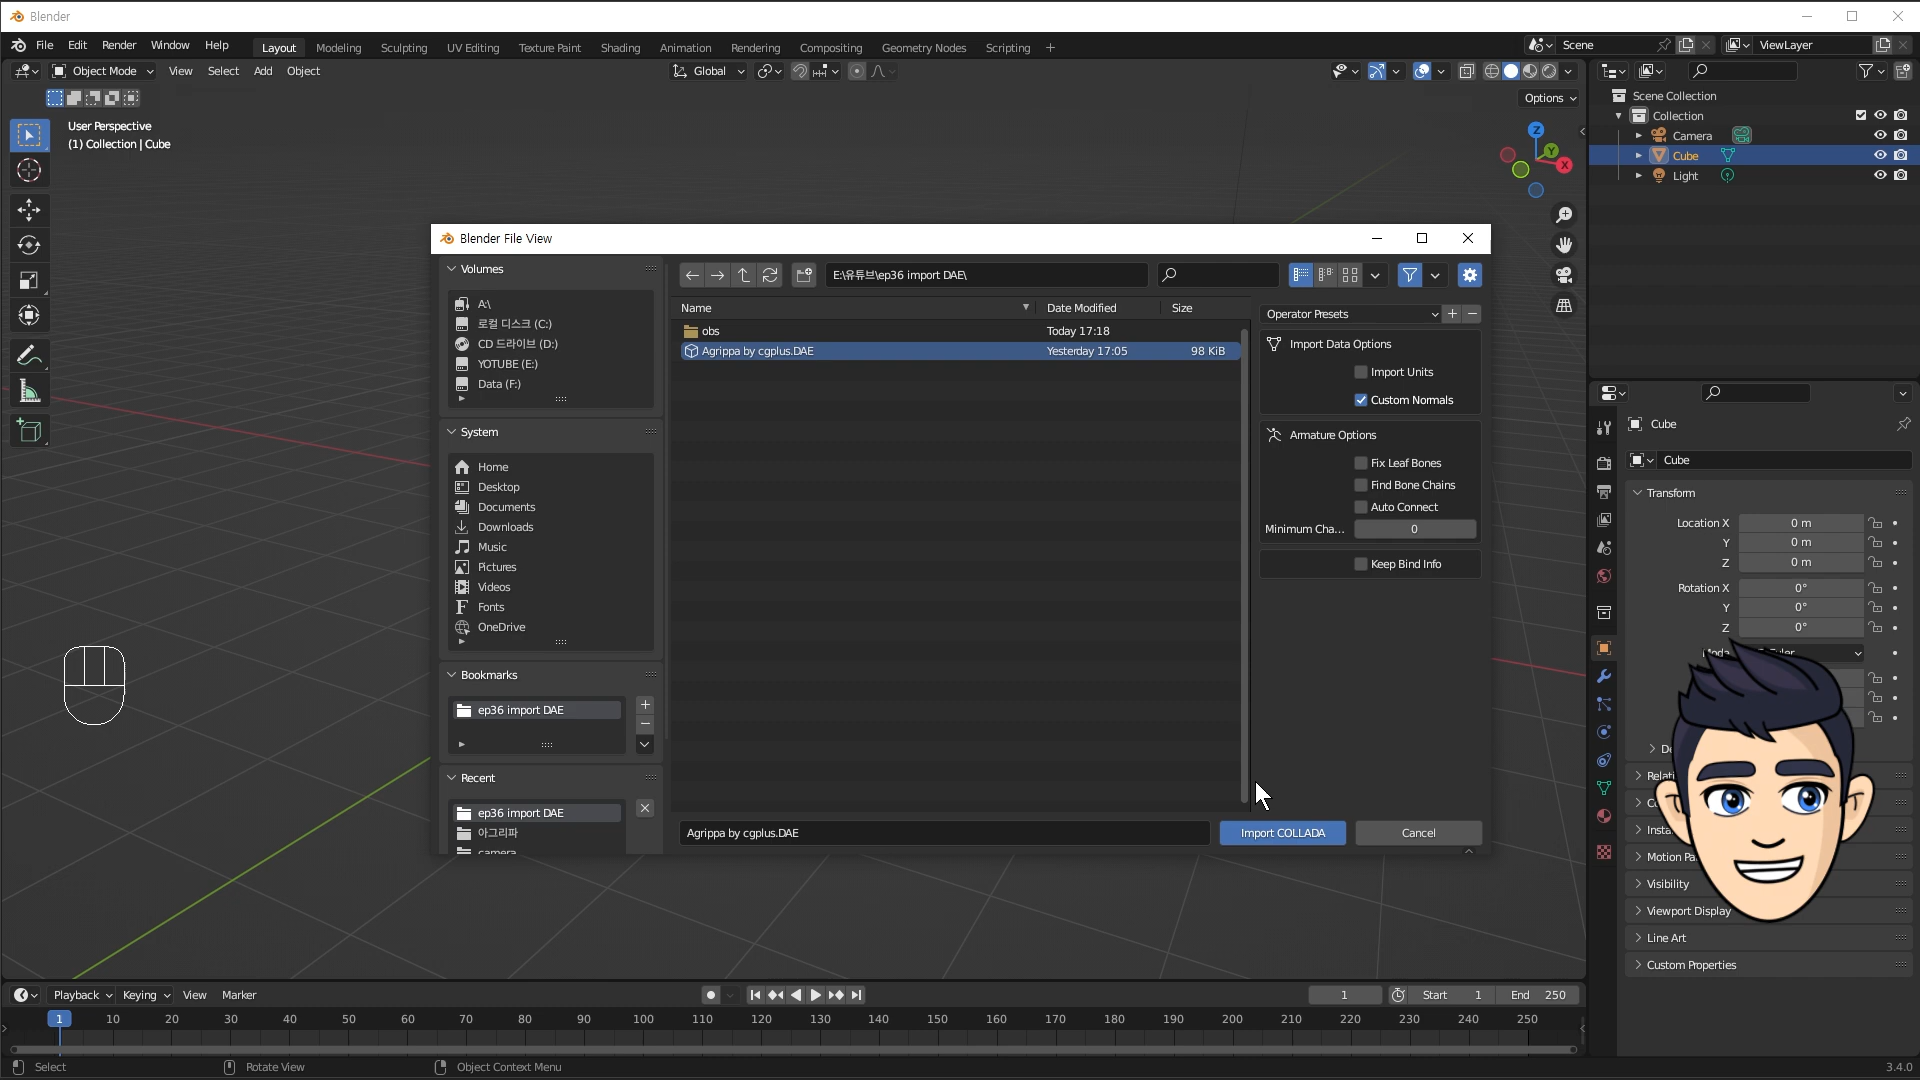 Blender
File Edit Render Window Help Layout Modeling Sculpting UV Editing Texture Paint Shading Animation Rendering Compositing Geometry Nodes Scripting + Scene ViewLayer
Object Mode View Select Add Object Global
Options
User Perspective
(1) Collection | Cube
Z
Y
X
Scene Collection
Collection
Camera
Cube
Light
Blender File View
Volumes
A:\
로컬 디스크 (C:)
CD 드라이브 (D:)
YOTUBE (E:)
Data (F:)
System
Home
Desktop
Documents
Downloads
Music
Pictures
Videos
Fonts
OneDrive
Bookmarks
ep36 import DAE
Recent
ep36 import DAE
아그리파
camera
E:\유튜브\ep36 import DAE\
Name Date Modified Size
obs Today 17:18
Agrippa by cgplus.DAE Yesterday 17:05 98 KiB
Operator Presets
Import Data Options
Import Units
Custom Normals
Armature Options
Fix Leaf Bones
Find Bone Chains
Auto Connect
Minimum Cha... 0
Keep Bind Info
Agrippa by cgplus.DAE Import COLLADA Cancel
Cube
Cube
Transform
Location X 0 m
Y 0 m
Z 0 m
Rotation X 0°
Y 0°
Z 0°
Visibility
Viewport Display
Line Art
Custom Properties
Playback Keying View Marker 1 Start 1 End 250
1 10 20 30 40 50 60 70 80 90 100 110 120 130 140 150 160 170 180 190 200 210 220 230 240 250
Select Rotate View Object Context Menu 3.4.0